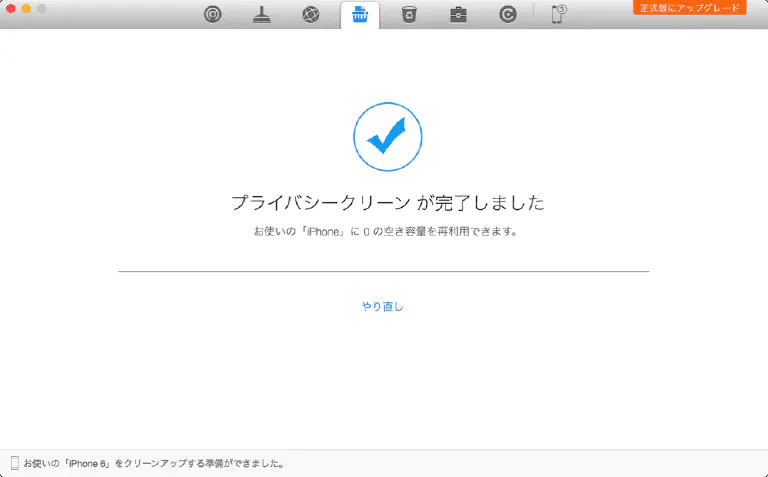 正式版にアップグレード
プライバシークリーン が完了しました
お使いの「iPhone」に 0 の空き容量を再利用できます。
やり直し
お使いの「iPhone 6」をクリーンアップする準備ができました。